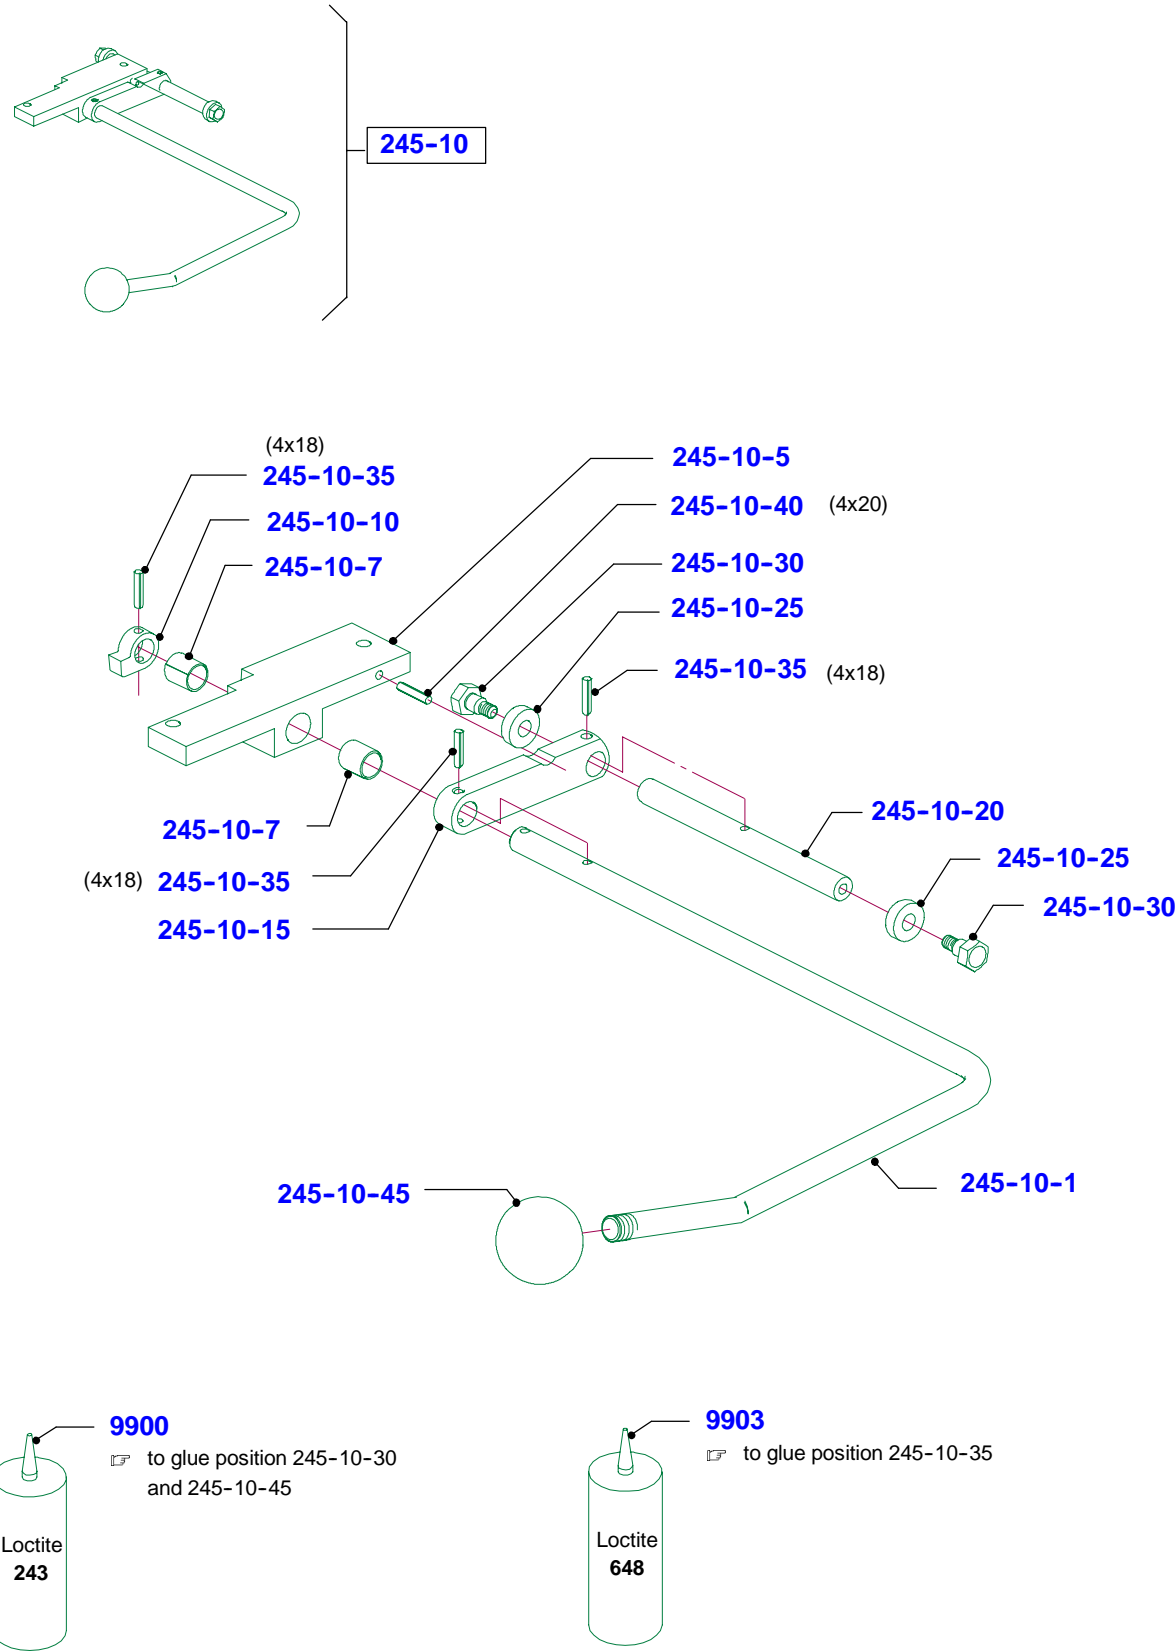 245-10
(4x18)
245-10-35
245-10-10
245-10-7
245-10-5
245-10-40 (4x20)
245-10-30
245-10-25
245-10-35 (4x18)
245-10-7
(4x18) 245-10-35
245-10-15
245-10-20
245-10-25
245-10-30
245-10-45
245-10-1
9900
☞ to glue position 245-10-30
and 245-10-45
Loctite
243
9903
☞ to glue position 245-10-35
Loctite
648